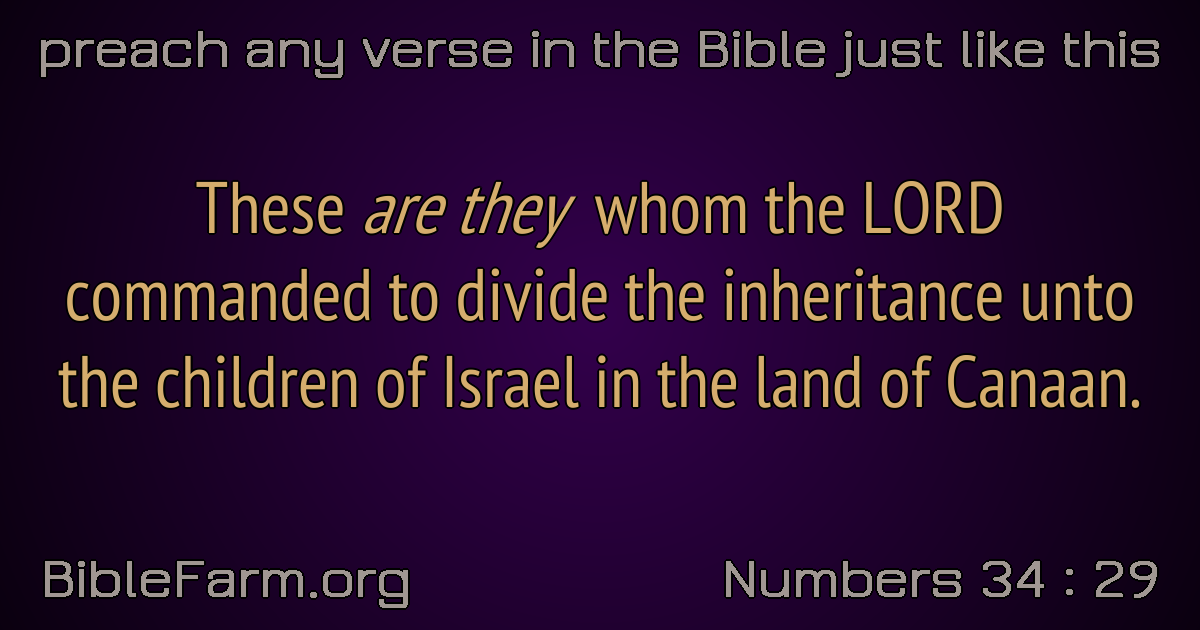 preach any verse in the Bible just like this
These are they whom the LORD
commanded to divide the inheritance unto
the children of Israel in the land of Canaan.
BibleFarm.org
Numbers 34 : 29